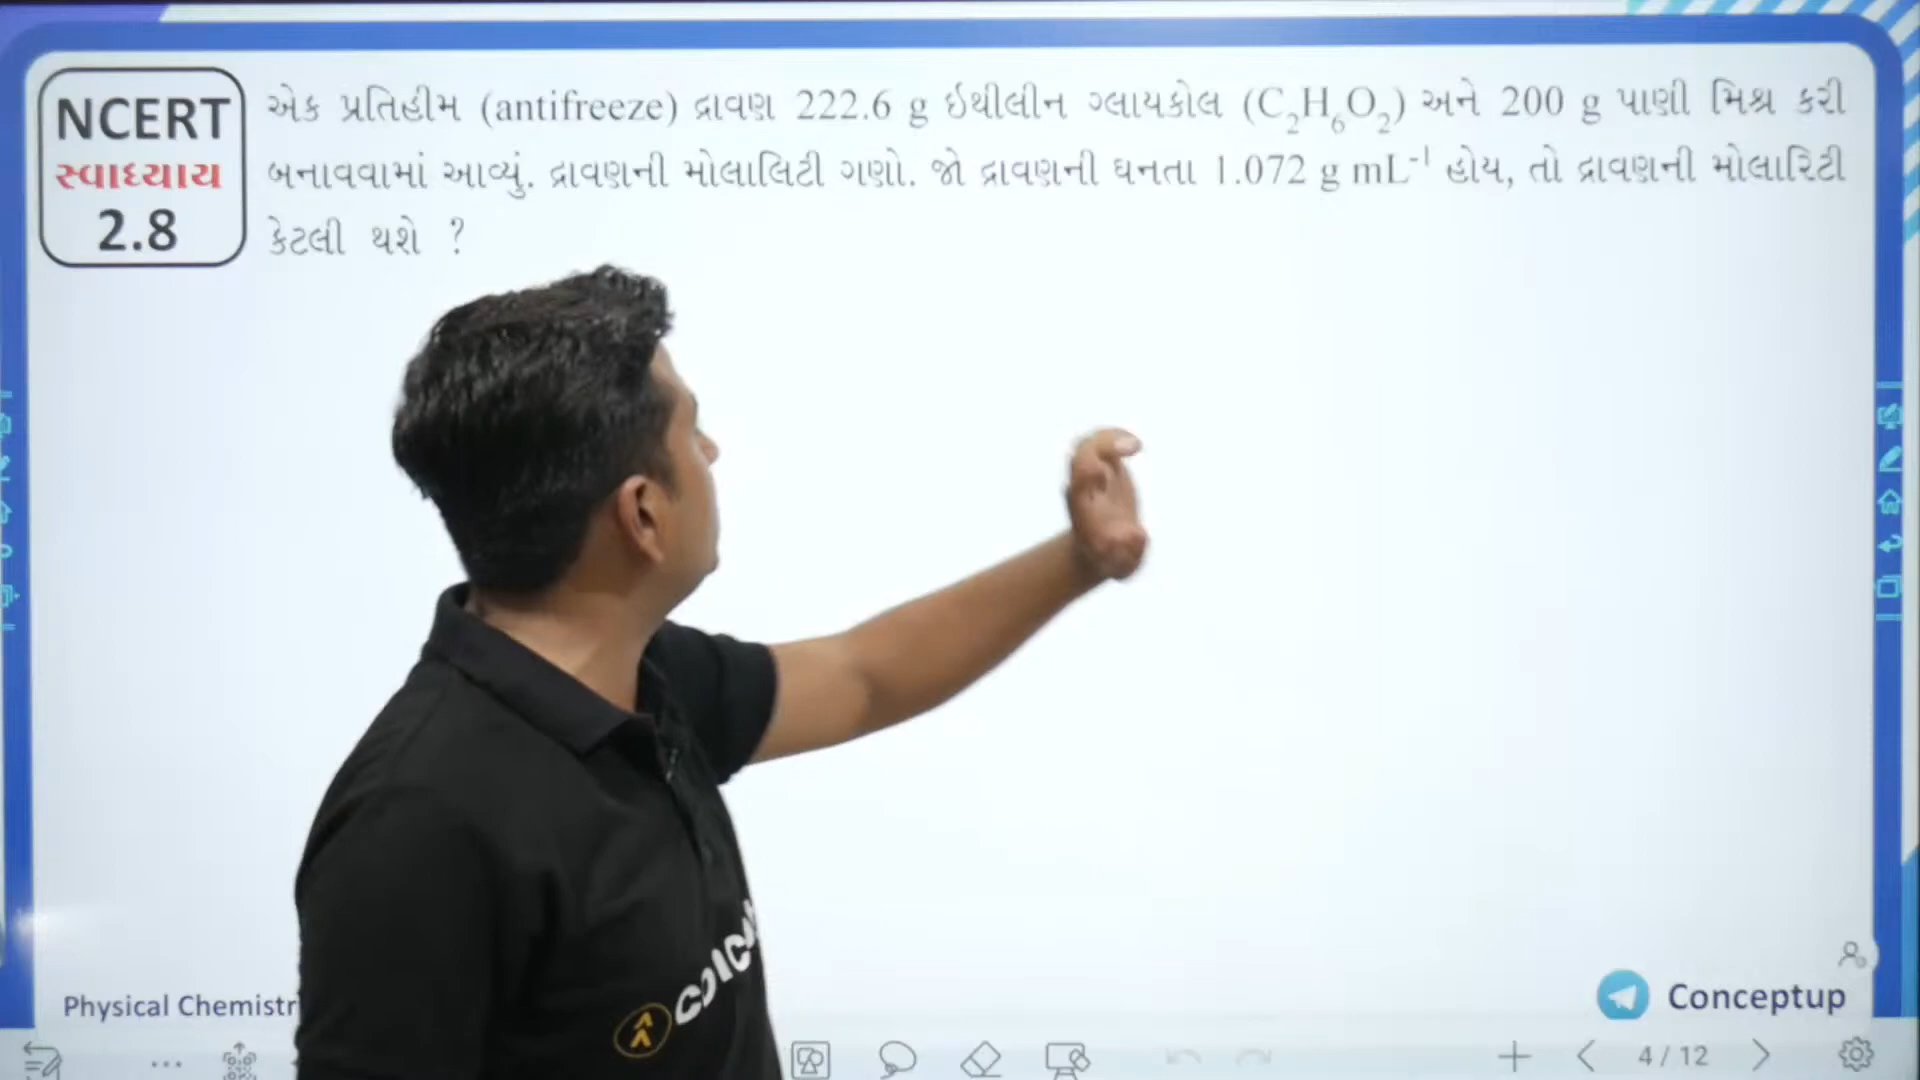 NCERT
સ્વાધ્યાય
2.8
એક પ્રતિહીમ (antifreeze) દ્રાવણ 222.6 g ઇથીલીન ગ્લાયકોલ (C₂H₆O₂) અને 200 g પાણી મિશ્ર કરી
બનાવવામાં આવ્યું. દ્રાવણની મોલાલિટી ગણો. જો દ્રાવણની ઘનતા 1.072 g mL⁻¹ હોય, તો દ્રાવણની મોલારિટી
કેટલી થશે ?
Physical Chemistr
Conceptup
4 / 12